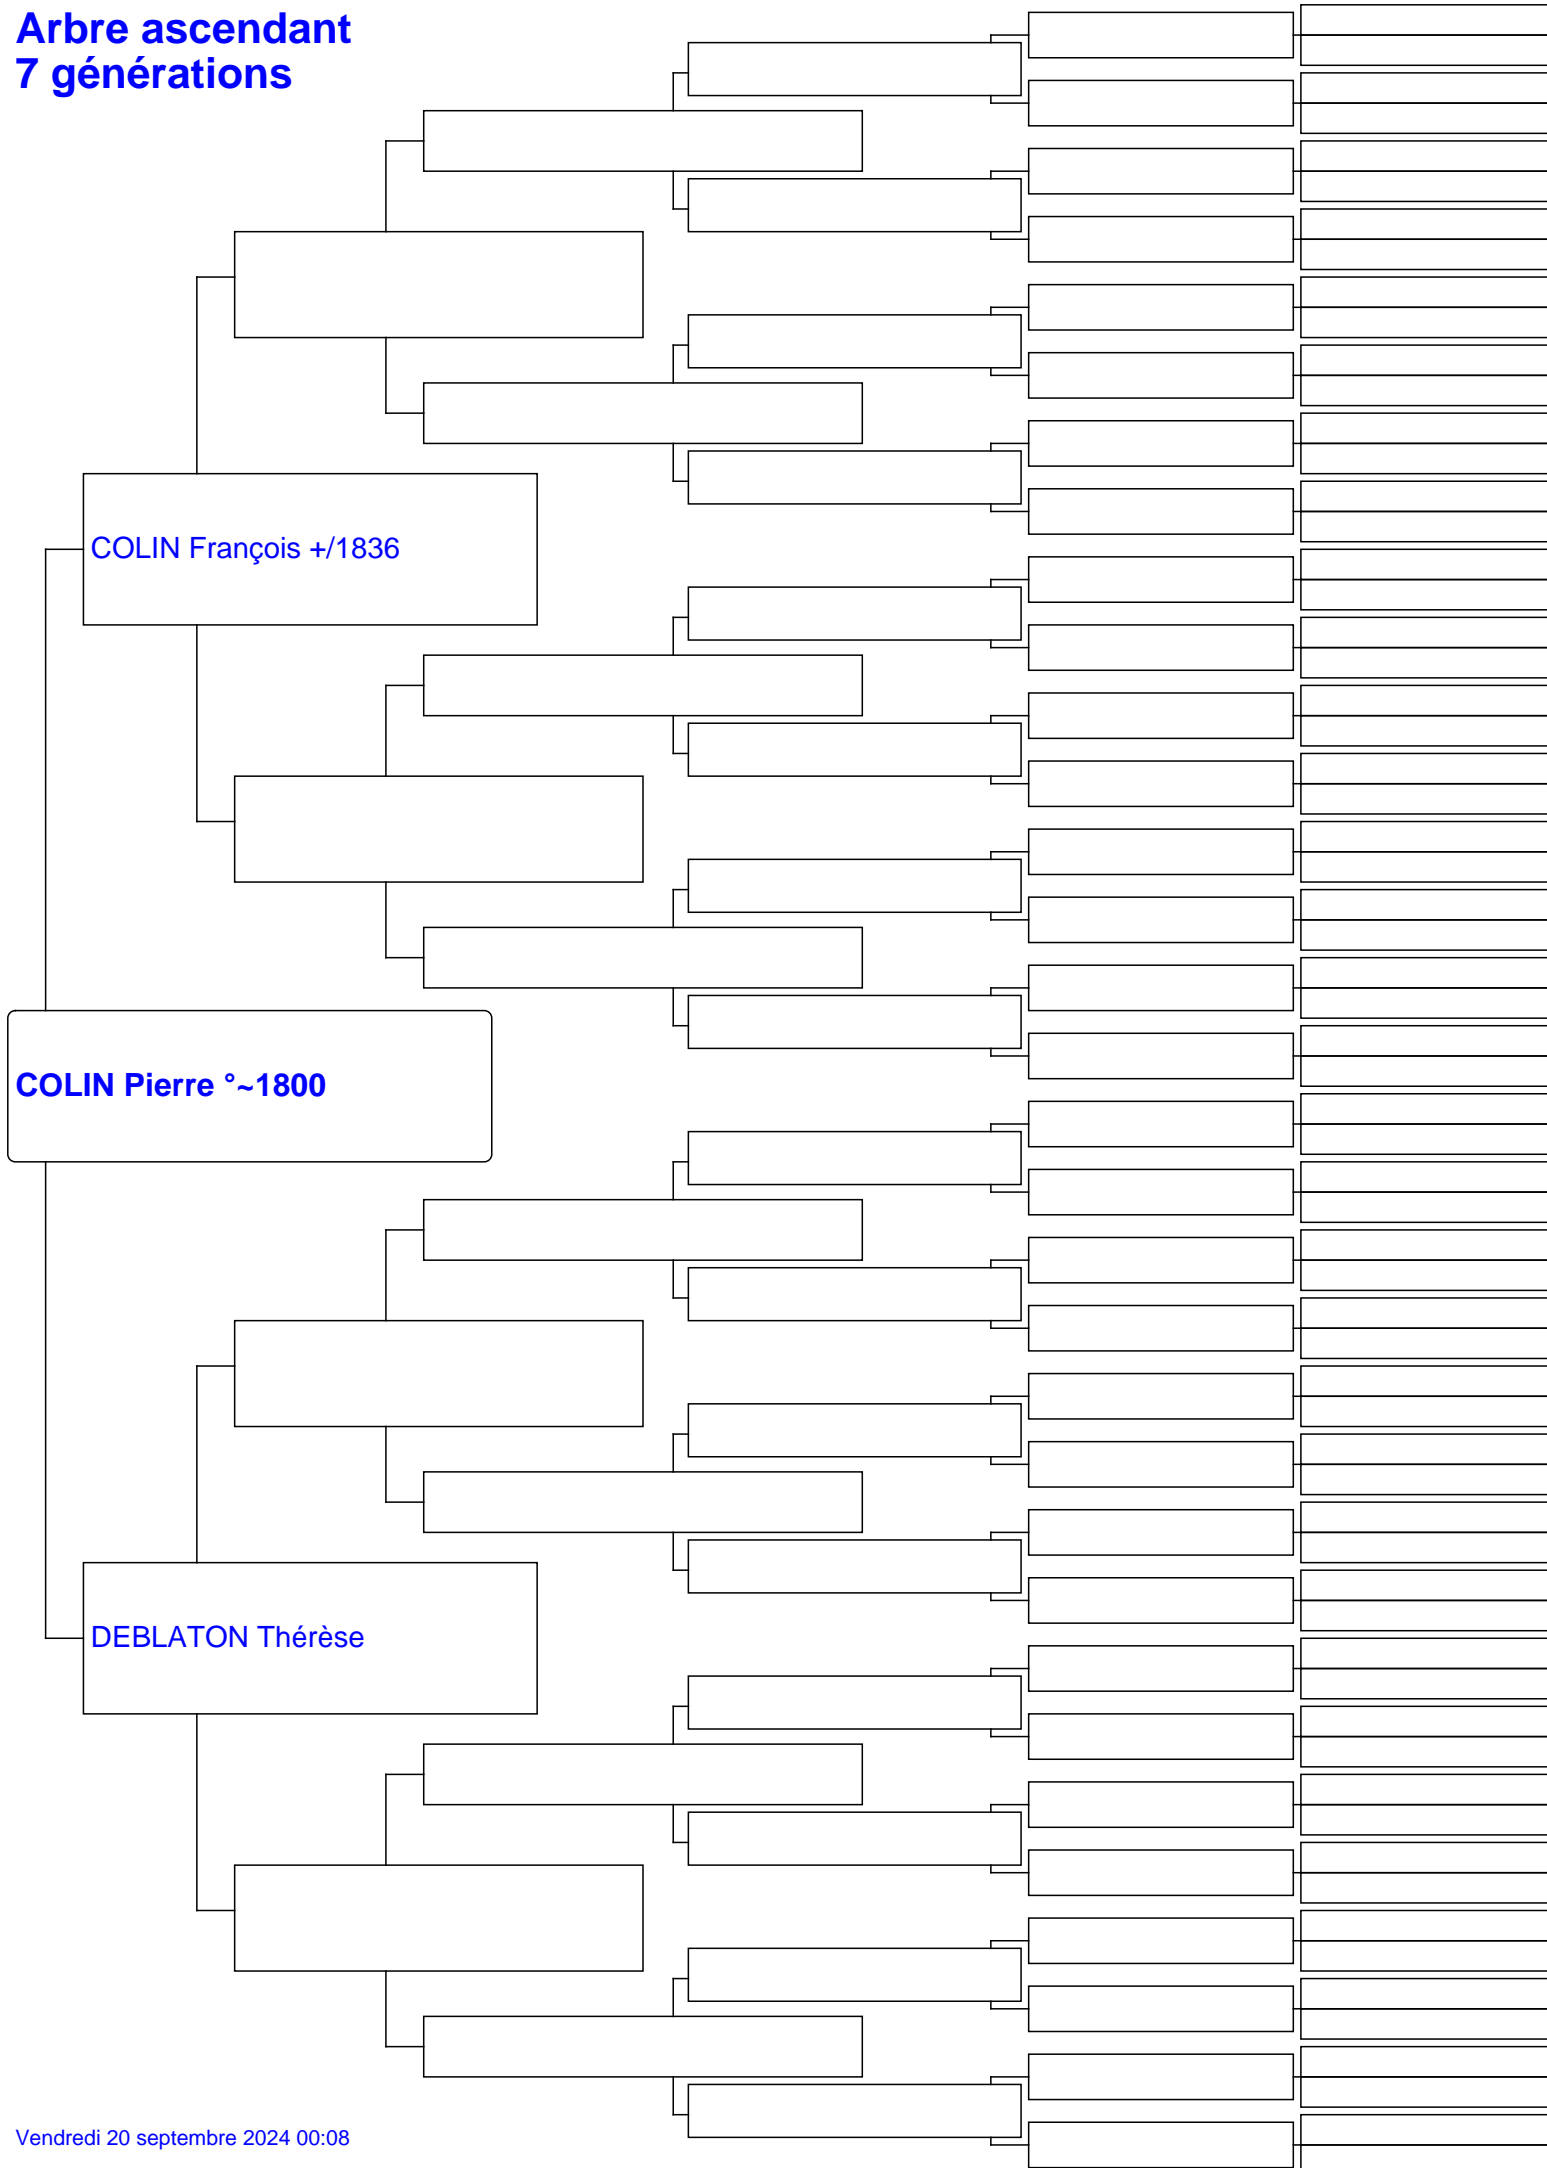 Arbre ascendant
7 générations
COLIN François +/1836
COLIN Pierre °~1800
DEBLATON Thérèse
Vendredi 20 septembre 2024 00:08